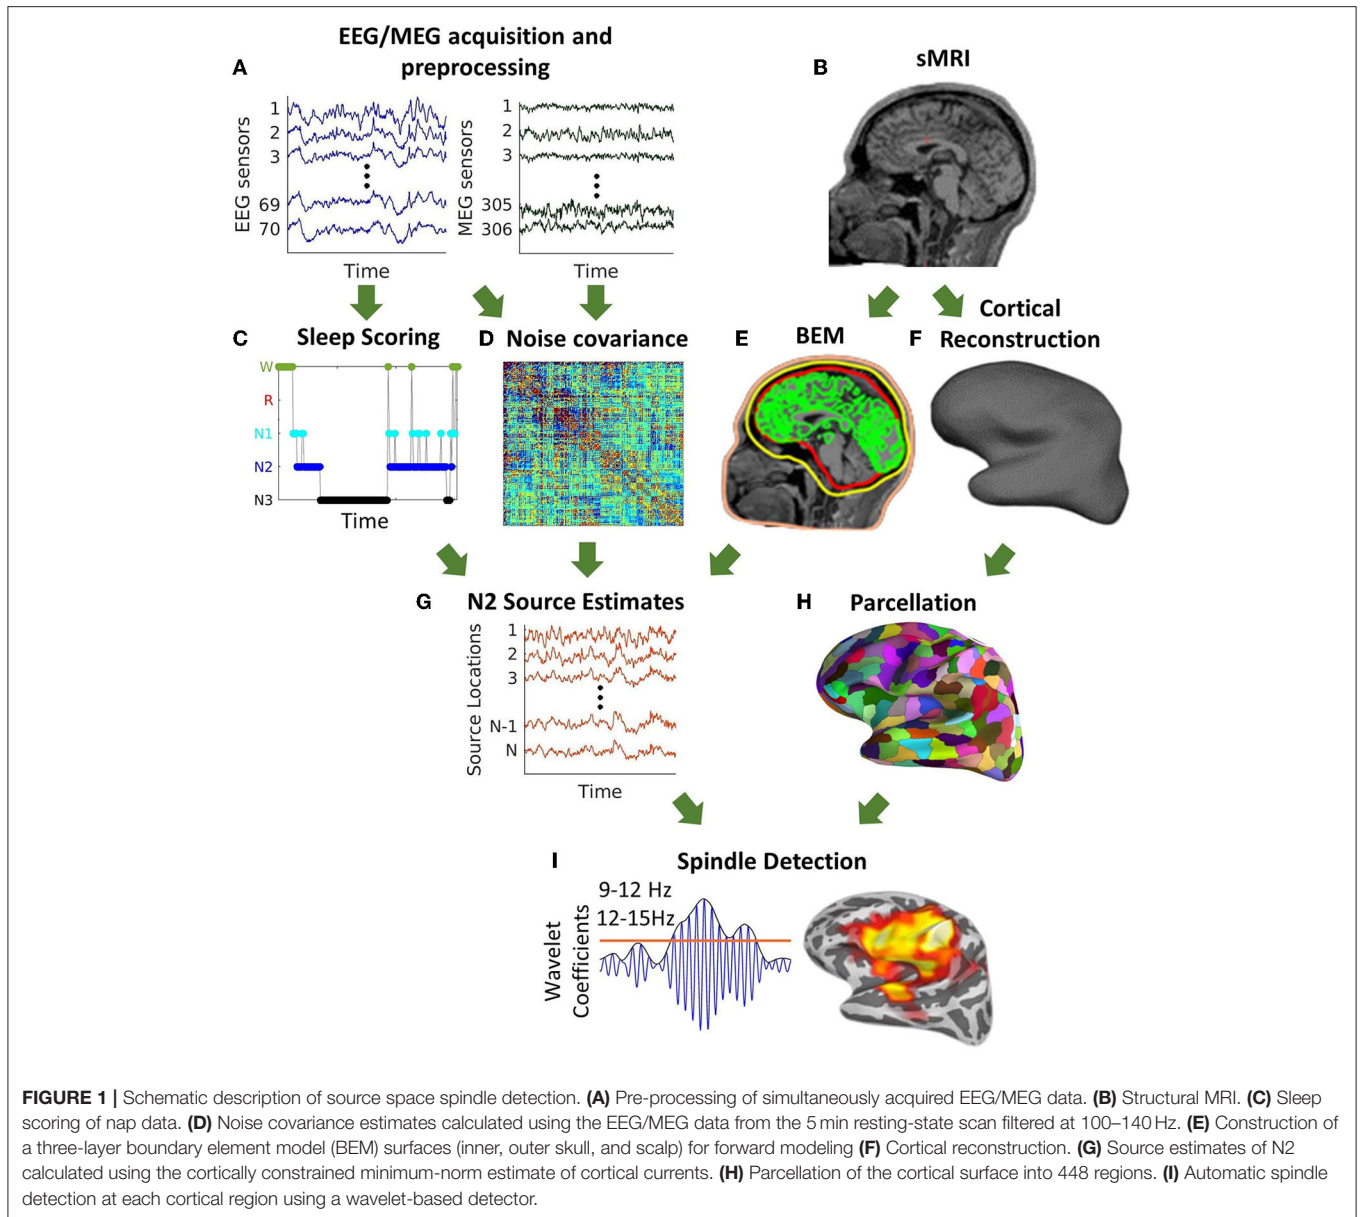 EEG/MEG acquisition and
preprocessing
A
EEG sensors
1
2
3
69
70
Time
MEG sensors
1
2
3
305
306
Time
B
sMRI
C
Sleep Scoring
W
R
N1
N2
N3
Time
D
Noise covariance
E
BEM
F
Cortical
Reconstruction
G
N2 Source Estimates
Source Locations
1
2
3
N-1
N
Time
H
Parcellation
I
Spindle Detection
Wavelet
Coefficients
9-12 Hz
12-15Hz
FIGURE 1 | Schematic description of source space spindle detection. (A) Pre-processing of simultaneously acquired EEG/MEG data. (B) Structural MRI. (C) Sleep
scoring of nap data. (D) Noise covariance estimates calculated using the EEG/MEG data from the 5 min resting-state scan filtered at 100–140 Hz. (E) Construction of
a three-layer boundary element model (BEM) surfaces (inner, outer skull, and scalp) for forward modeling (F) Cortical reconstruction. (G) Source estimates of N2
calculated using the cortically constrained minimum-norm estimate of cortical currents. (H) Parcellation of the cortical surface into 448 regions. (I) Automatic spindle
detection at each cortical region using a wavelet-based detector.